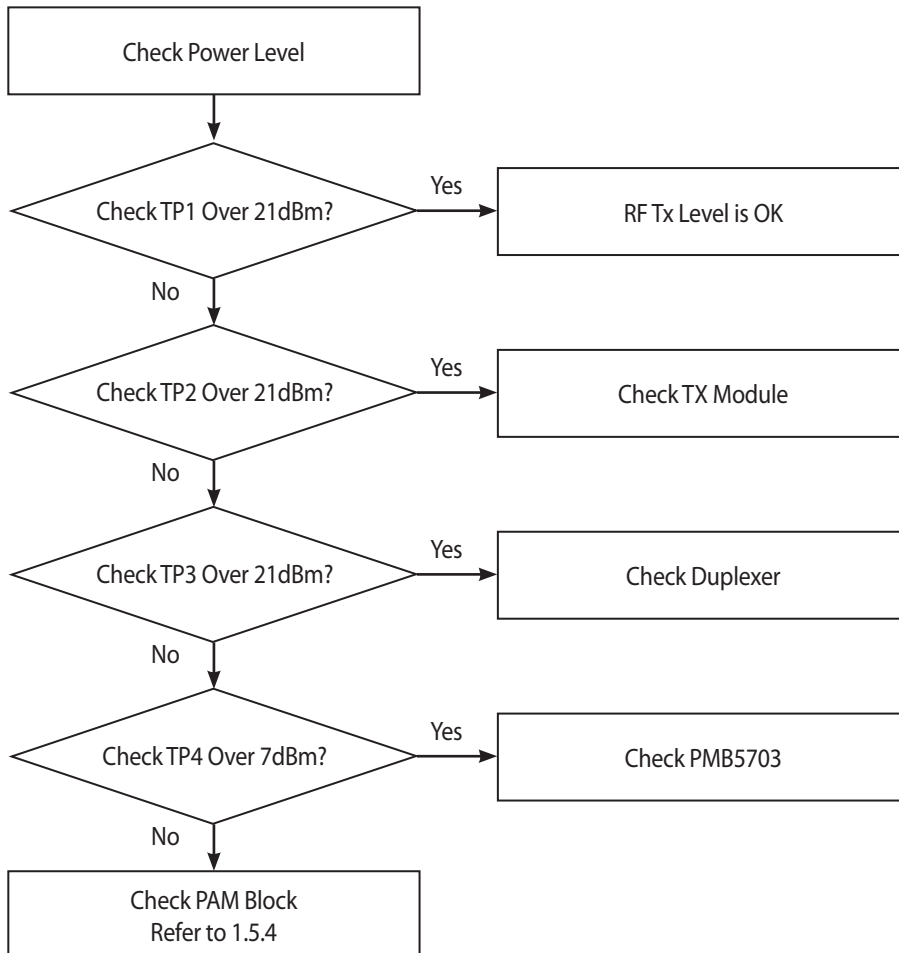 Check Power Level
Check TP1 Over 21dBm?
Yes
RF Tx Level is OK
No
Check TP2 Over 21dBm?
Yes
Check TX Module
No
Check TP3 Over 21dBm?
Yes
Check Duplexer
No
Check TP4 Over 7dBm?
Yes
Check PMB5703
No
Check PAM Block
Refer to 1.5.4